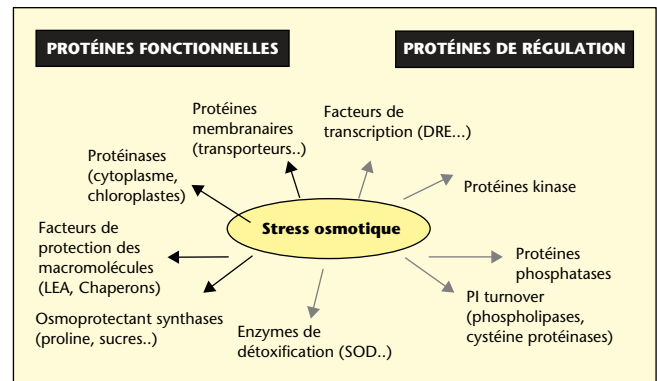 PROTÉINES FONCTIONNELLES
PROTÉINES DE RÉGULATION
Protéines
membranaires
(transporteurs..)
Facteurs de
transcription (DRE...)
Protéinases
(cytoplasme,
chloroplastes)
Protéines kinase
Stress osmotique
Facteurs de
protection des
macromolécules
(LEA, Chaperons)
Protéines
phosphatases
Osmoprotectant synthases
(proline, sucres..)
Enzymes de
détoxification (SOD..)
PI turnover
(phospholipases,
cystéine protéinases)